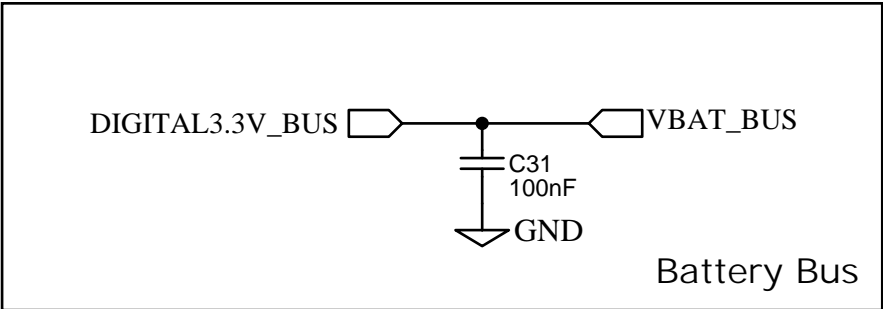 DIGITAL3.3V_BUS
VBAT_BUS
C31
100nF
GND
Battery Bus